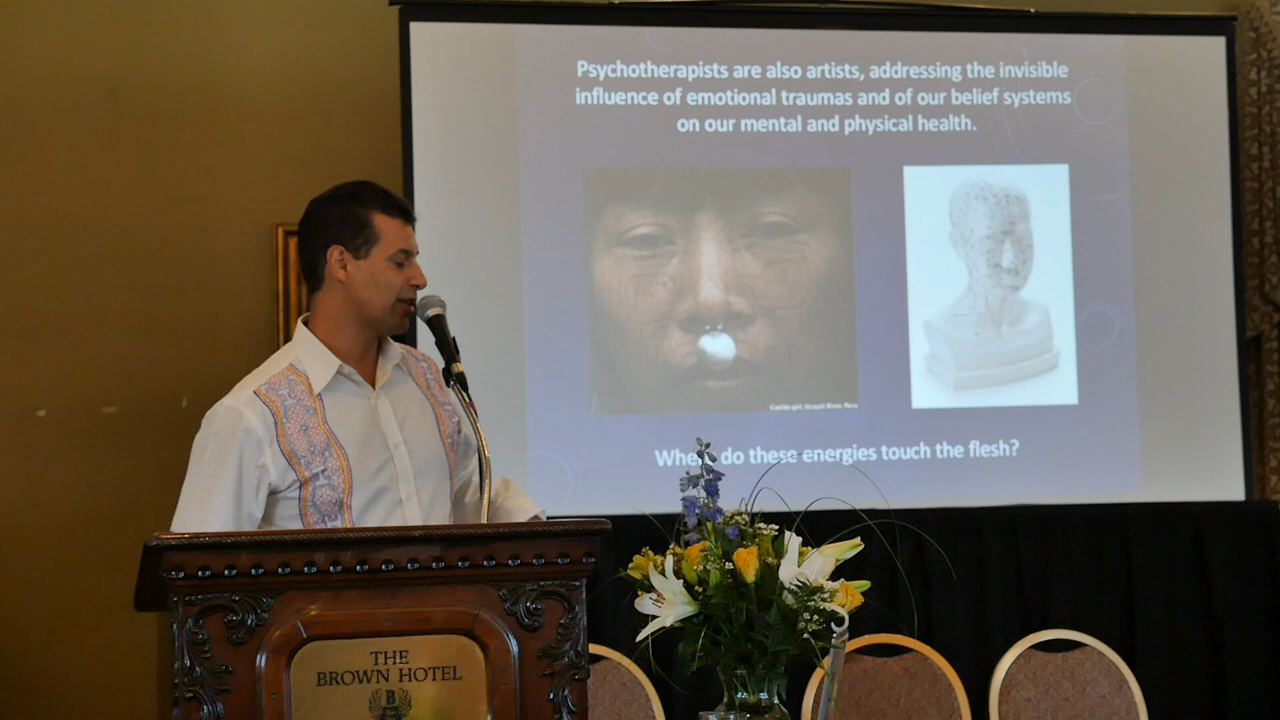 Psychotherapists are also artists, addressing the invisible
influence of emotional traumas and of our belief systems
on our mental and physical health.
do these energies touch the flesh?
THE
BROWN HOTEL
B